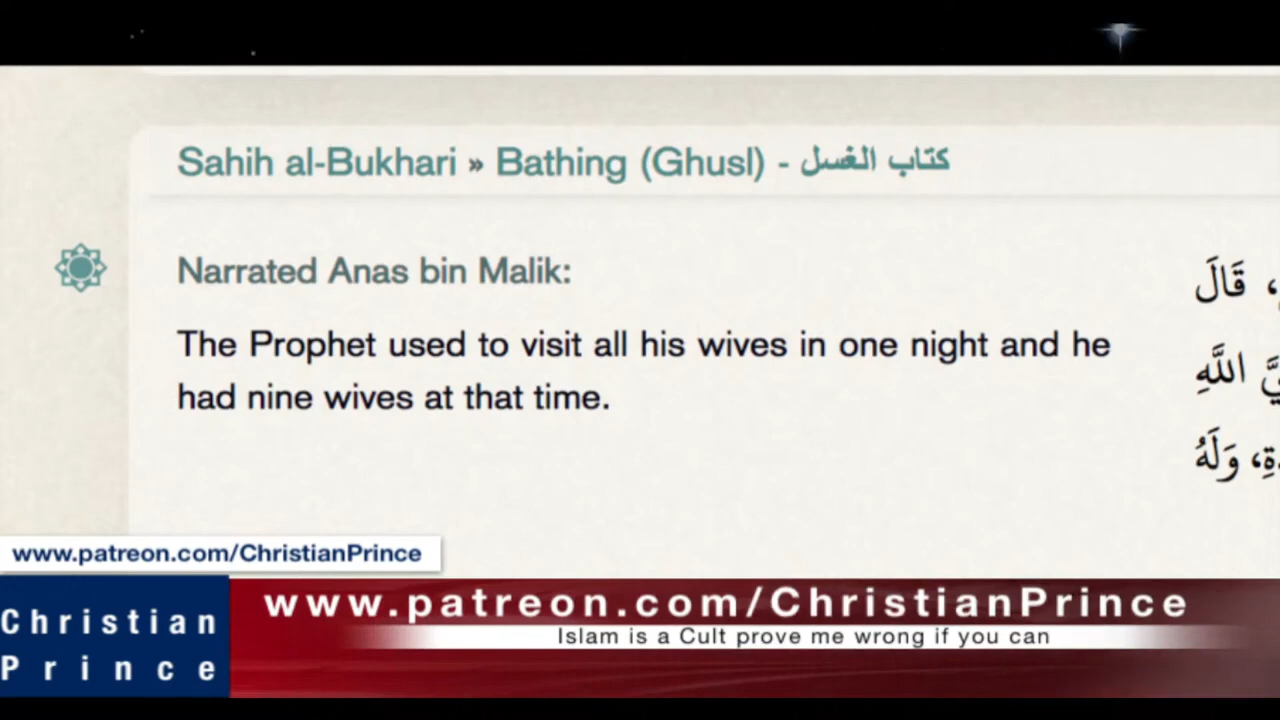 Sahih al-Bukhari » Bathing (Ghusl) - كتاب الغسل
Narrated Anas bin Malik:
The Prophet used to visit all his wives in one night and he
had nine wives at that time.
قَالَ
اللَّهِ
وَلَهُ
www.patreon.com/ChristianPrince
Christian
Prince
www.patreon.com/ChristianPrince
Islam is a Cult prove me wrong if you can